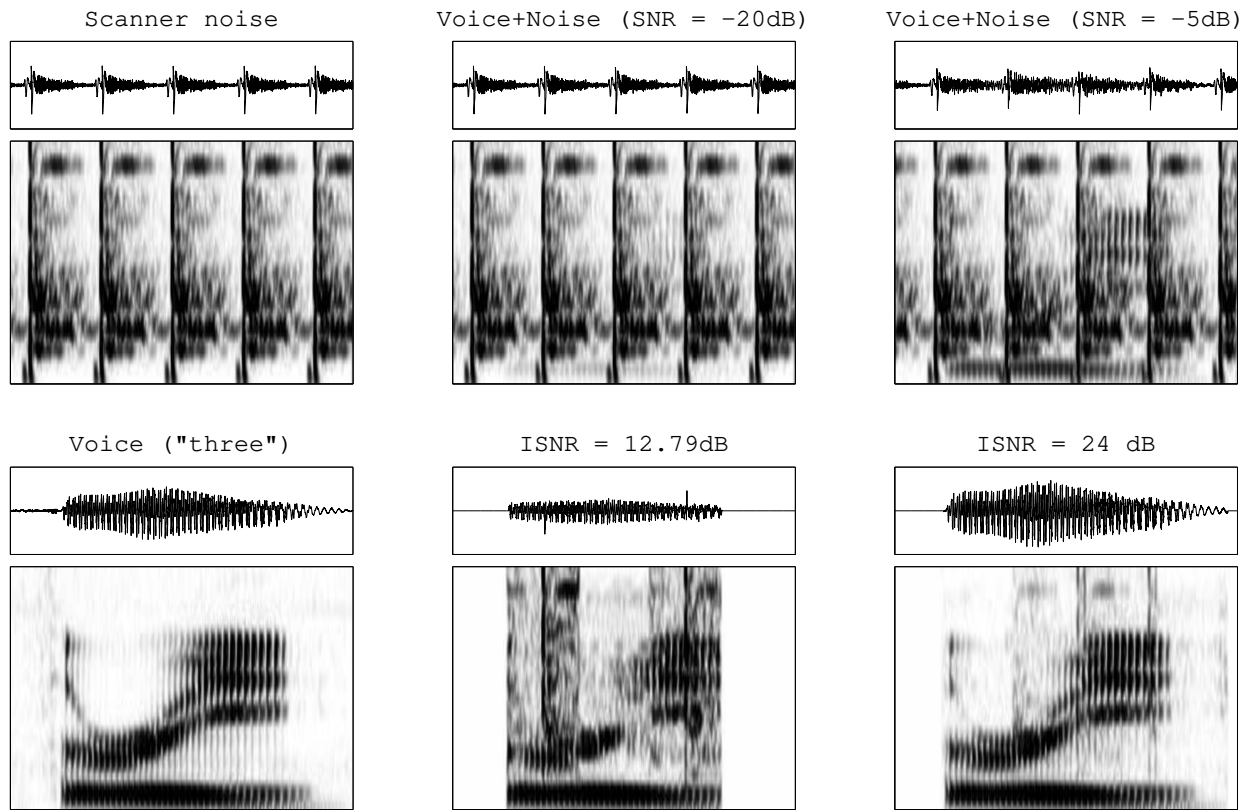 Scanner noise
Voice+Noise (SNR = -20dB)
Voice+Noise (SNR = -5dB)
Voice ("three")
ISNR = 12.79dB
ISNR = 24 dB